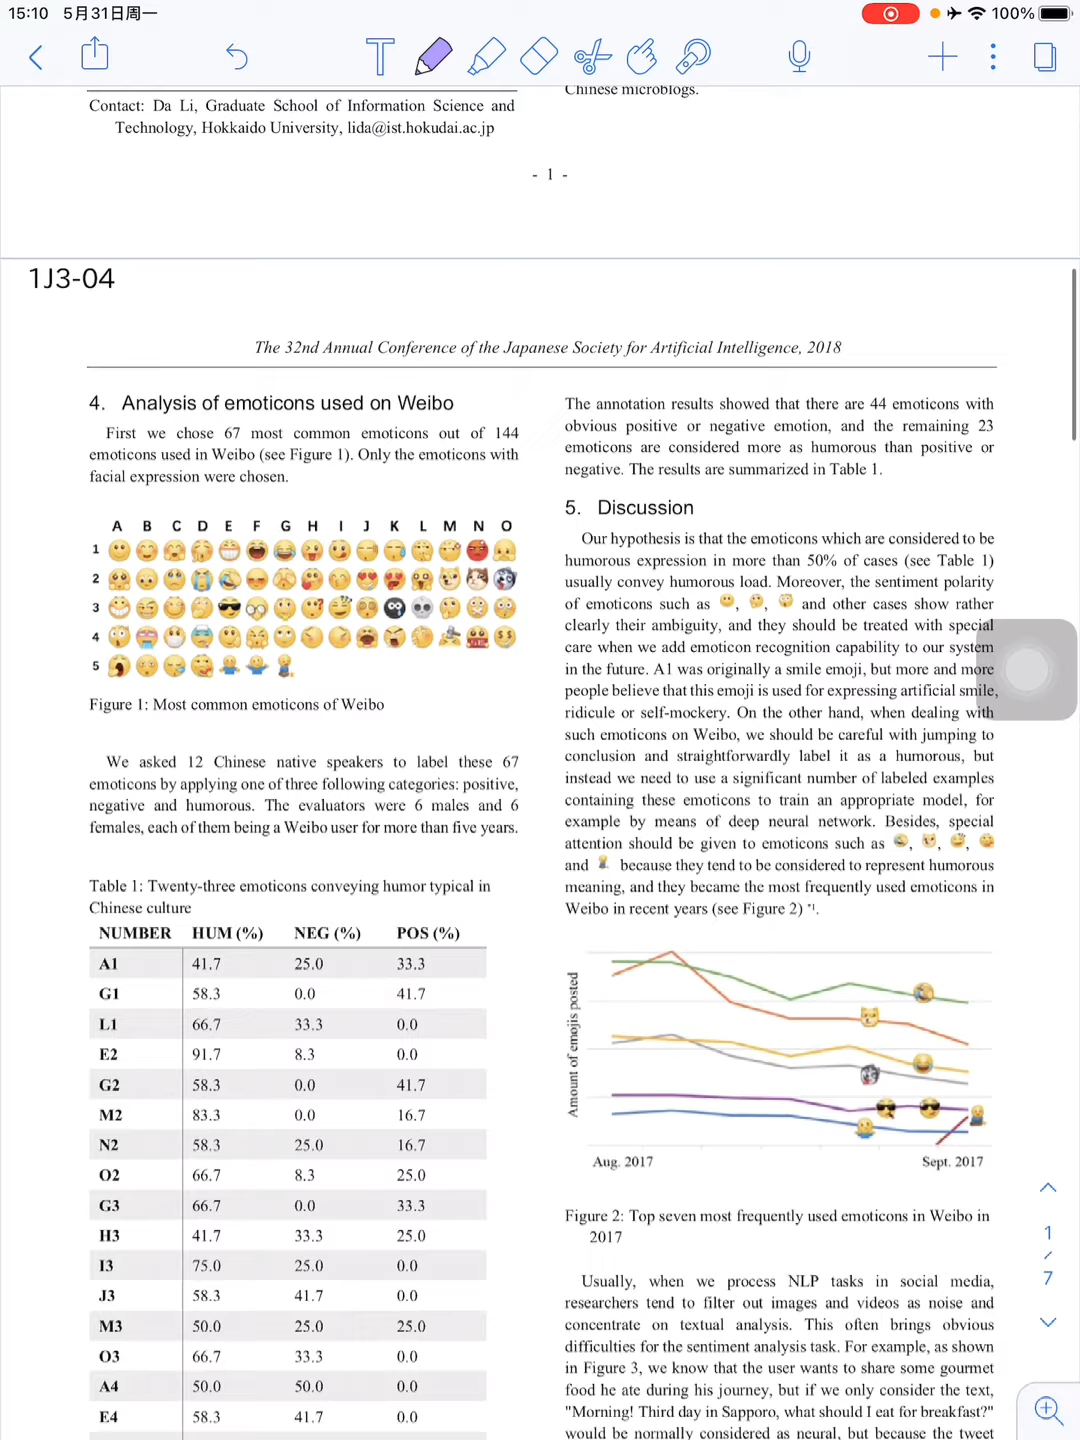 15:10 5月31日周一
100%
Contact: Da Li, Graduate School of Information Science and
Technology, Hokkaido University, lida@ist.hokudai.ac.jp
Chinese microblogs.
- 1 -
1J3-04
The 32nd Annual Conference of the Japanese Society for Artificial Intelligence, 2018
4. Analysis of emoticons used on Weibo
First we chose 67 most common emoticons out of 144
emoticons used in Weibo (see Figure 1). Only the emoticons with
facial expression were chosen.
A B C D E F G H I J K L M N O
1
2
3
4
5
Figure 1: Most common emoticons of Weibo
We asked 12 Chinese native speakers to label these 67
emoticons by applying one of three following categories: positive,
negative and humorous. The evaluators were 6 males and 6
females, each of them being a Weibo user for more than five years.
Table 1: Twenty-three emoticons conveying humor typical in
Chinese culture
NUMBER HUM (%) NEG (%) POS (%)
A1 41.7 25.0 33.3
G1 58.3 0.0 41.7
L1 66.7 33.3 0.0
E2 91.7 8.3 0.0
G2 58.3 0.0 41.7
M2 83.3 0.0 16.7
N2 58.3 25.0 16.7
O2 66.7 8.3 25.0
G3 66.7 0.0 33.3
H3 41.7 33.3 25.0
I3 75.0 25.0 0.0
J3 58.3 41.7 0.0
M3 50.0 25.0 25.0
O3 66.7 33.3 0.0
A4 50.0 50.0 0.0
E4 58.3 41.7 0.0
The annotation results showed that there are 44 emoticons with
obvious positive or negative emotion, and the remaining 23
emoticons are considered more as humorous than positive or
negative. The results are summarized in Table 1.
5. Discussion
Our hypothesis is that the emoticons which are considered to be
humorous expression in more than 50% of cases (see Table 1)
usually convey humorous load. Moreover, the sentiment polarity
of emoticons such as , , and other cases show rather
clearly their ambiguity, and they should be treated with special
care when we add emoticon recognition capability to our system
in the future. A1 was originally a smile emoji, but more and more
people believe that this emoji is used for expressing artificial smile,
ridicule or self-mockery. On the other hand, when dealing with
such emoticons on Weibo, we should be careful with jumping to
conclusion and straightforwardly label it as a humorous, but
instead we need to use a significant number of labeled examples
containing these emoticons to train an appropriate model, for
example by means of deep neural network. Besides, special
attention should be given to emoticons such as , , ,
and because they tend to be considered to represent humorous
meaning, and they became the most frequently used emoticons in
Weibo in recent years (see Figure 2) *1.
Amount of emojis posted
Aug. 2017 Sept. 2017
Figure 2: Top seven most frequently used emoticons in Weibo in
2017
Usually, when we process NLP tasks in social media,
researchers tend to filter out images and videos as noise and
concentrate on textual analysis. This often brings obvious
difficulties for the sentiment analysis task. For example, as shown
in Figure 3, we know that the user wants to share some gourmet
food he ate during his journey, but if we only consider the text,
"Morning! Third day in Sapporo, what should I eat for breakfast?"
would be normally considered as neural, but because the tweet
1
/
7